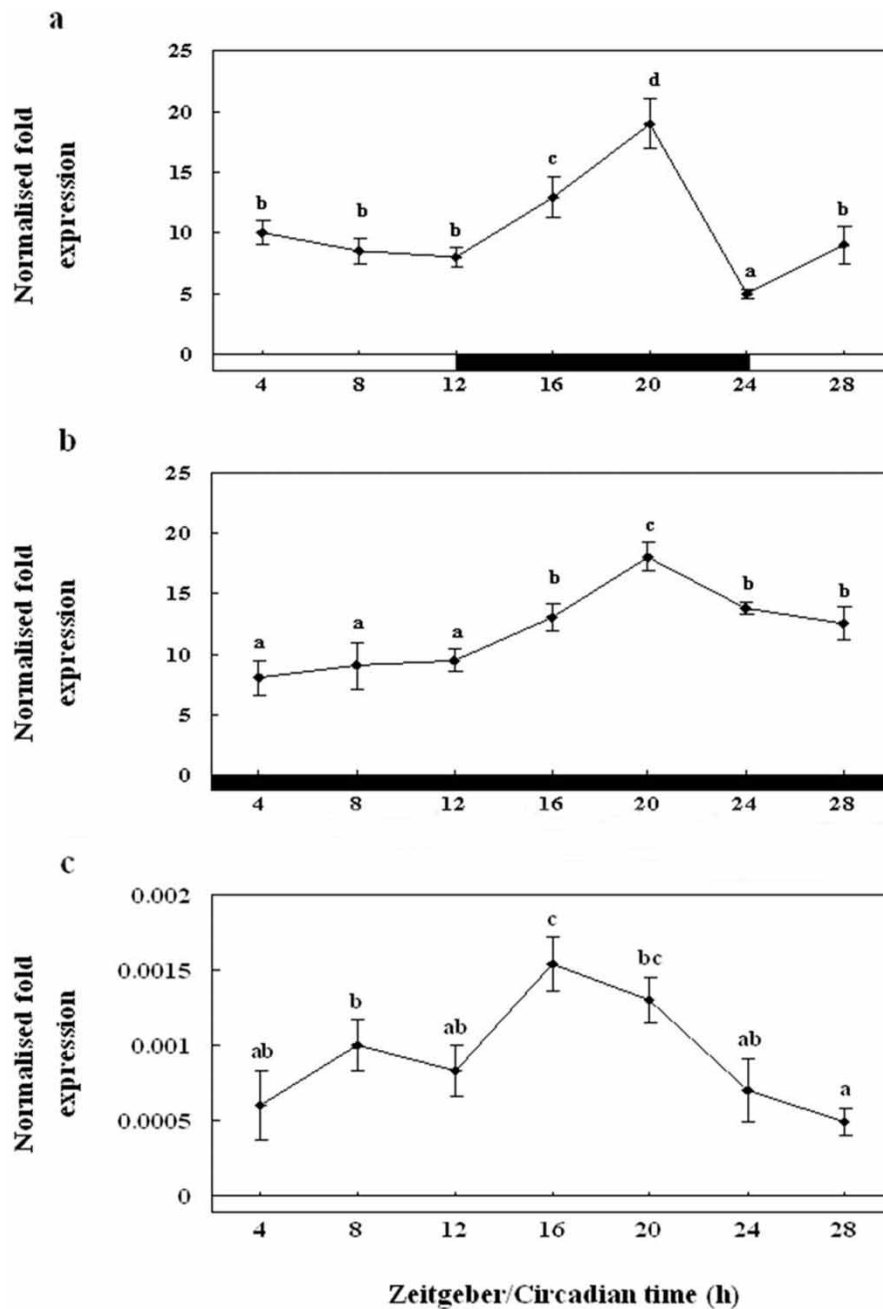 a
25
20
15
10
5
0
Normalised fold
expression
b
b
b
c
d
a
b
4 8 12 16 20 24 28
b
25
20
15
10
5
0
Normalised fold
expression
a
a
a
b
c
b
b
4 8 12 16 20 24 28
c
0.002
0.0015
0.001
0.0005
0
Normalised fold
expression
ab
b
ab
c
bc
ab
a
4 8 12 16 20 24 28
Zeitgeber/Circadian time (h)